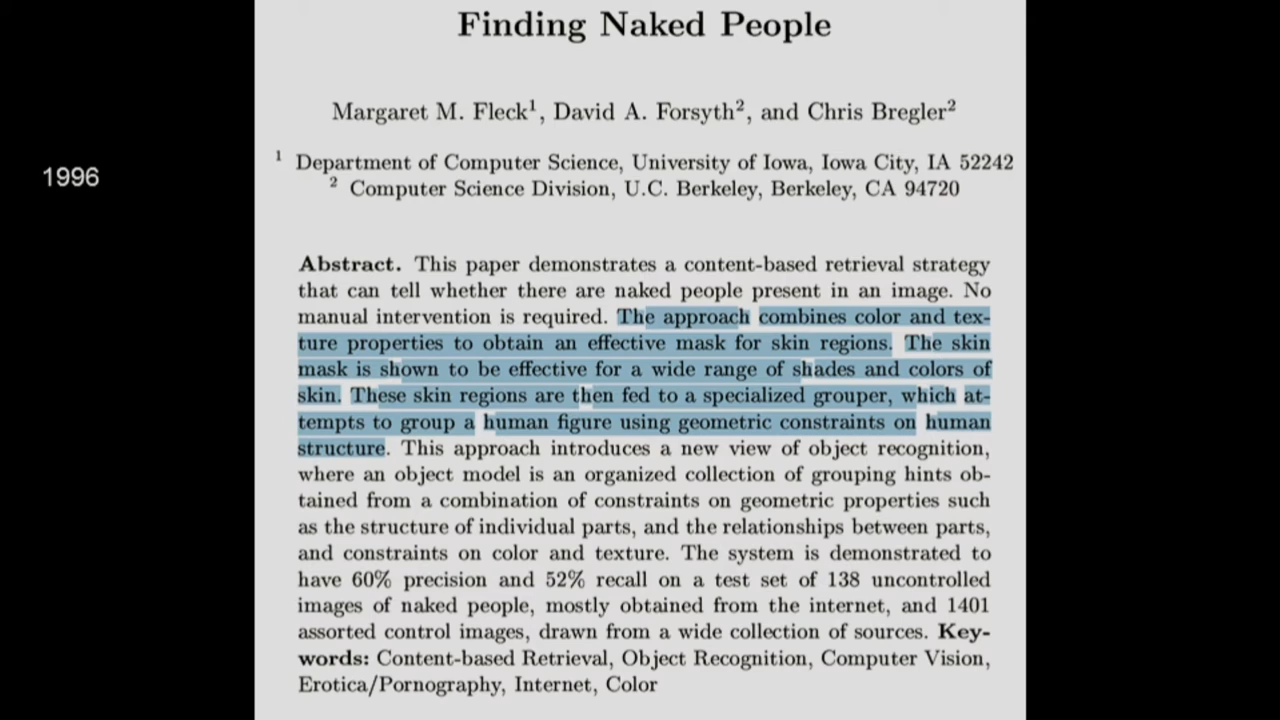 Finding Naked People
Margaret M. Fleck¹, David A. Forsyth², and Chris Bregler²
1996
¹ Department of Computer Science, University of Iowa, Iowa City, IA 52242
² Computer Science Division, U.C. Berkeley, Berkeley, CA 94720
Abstract. This paper demonstrates a content-based retrieval strategy
that can tell whether there are naked people present in an image. No
manual intervention is required. The approach combines color and tex-
ture properties to obtain an effective mask for skin regions. The skin
mask is shown to be effective for a wide range of shades and colors of
skin. These skin regions are then fed to a specialized grouper, which at-
tempts to group a human figure using geometric constraints on human
structure. This approach introduces a new view of object recognition,
where an object model is an organized collection of grouping hints ob-
tained from a combination of constraints on geometric properties such
as the structure of individual parts, and the relationships between parts,
and constraints on color and texture. The system is demonstrated to
have 60% precision and 52% recall on a test set of 138 uncontrolled
images of naked people, mostly obtained from the internet, and 1401
assorted control images, drawn from a wide collection of sources. Key-
words: Content-based Retrieval, Object Recognition, Computer Vision,
Erotica/Pornography, Internet, Color